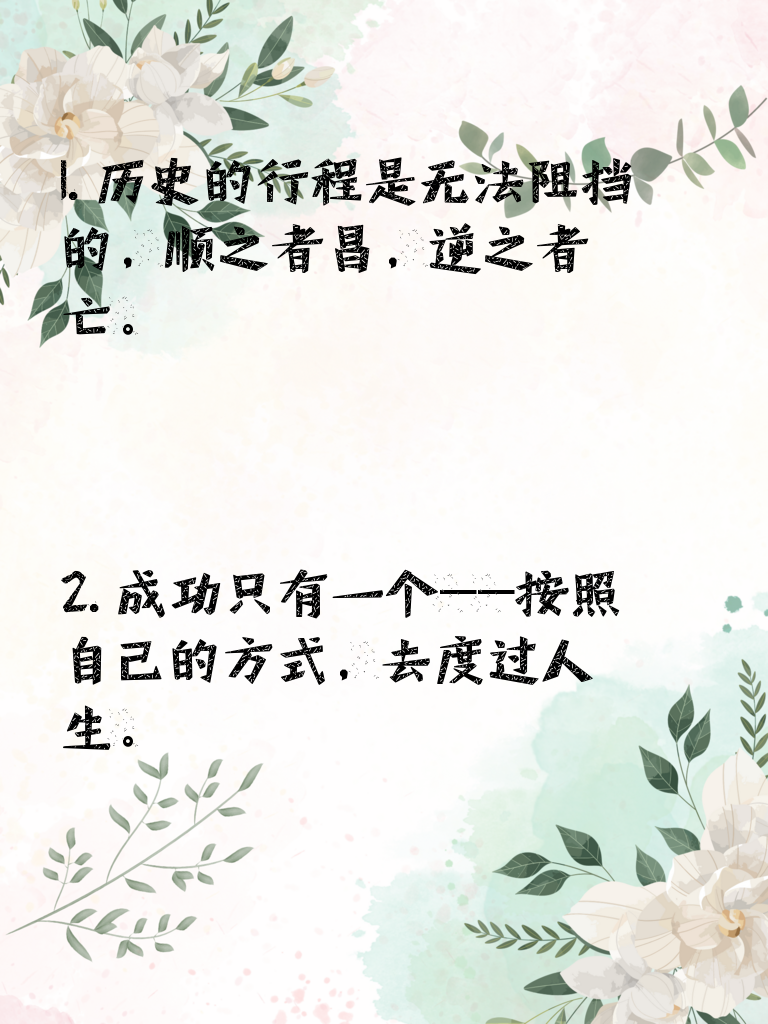 1. 历史的行程是无法阻挡
的，顺之者昌，逆之者
亡。
2. 成功只有一个——按照
自己的方式，去度过人
生。